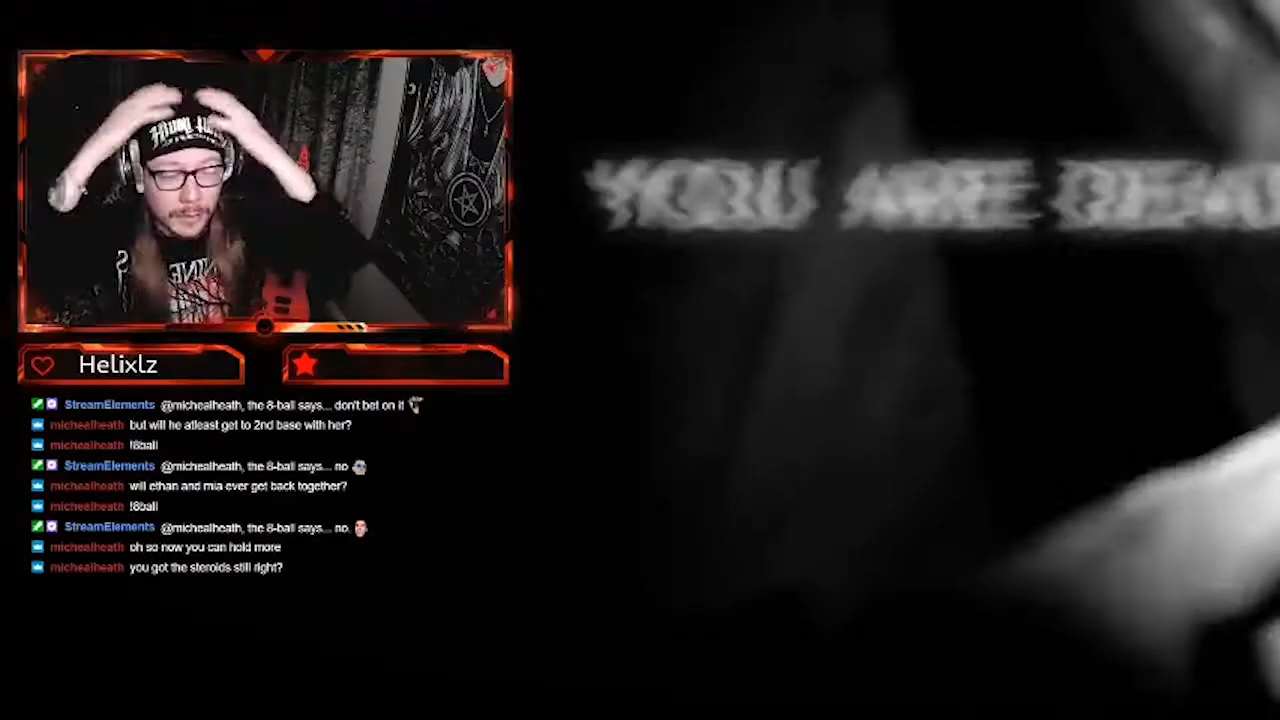 YOU ARE DEAD
Helixlz
StreamElements @michealheath, the 8-ball says... don't bet on it
michealheath but will he atleast get to 2nd base with her?
michealheath !8ball
StreamElements @michealheath, the 8-ball says... no
michealheath will ethan and mia ever get back together?
michealheath !8ball
StreamElements @michealheath, the 8-ball says... no.
michealheath oh so now you can hold more
michealheath you got the steroids still right?